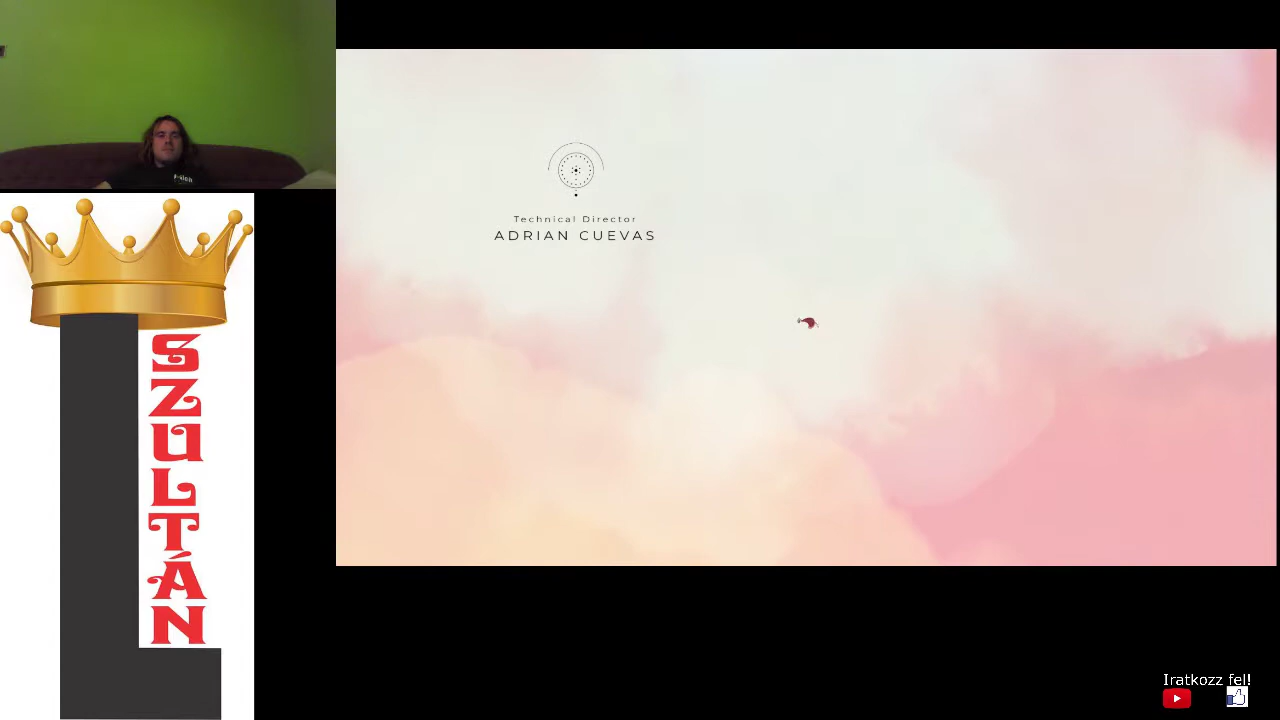 Technical Director
ADRIAN CUEVAS
L
SZULTÁN
Iratkozz fel!